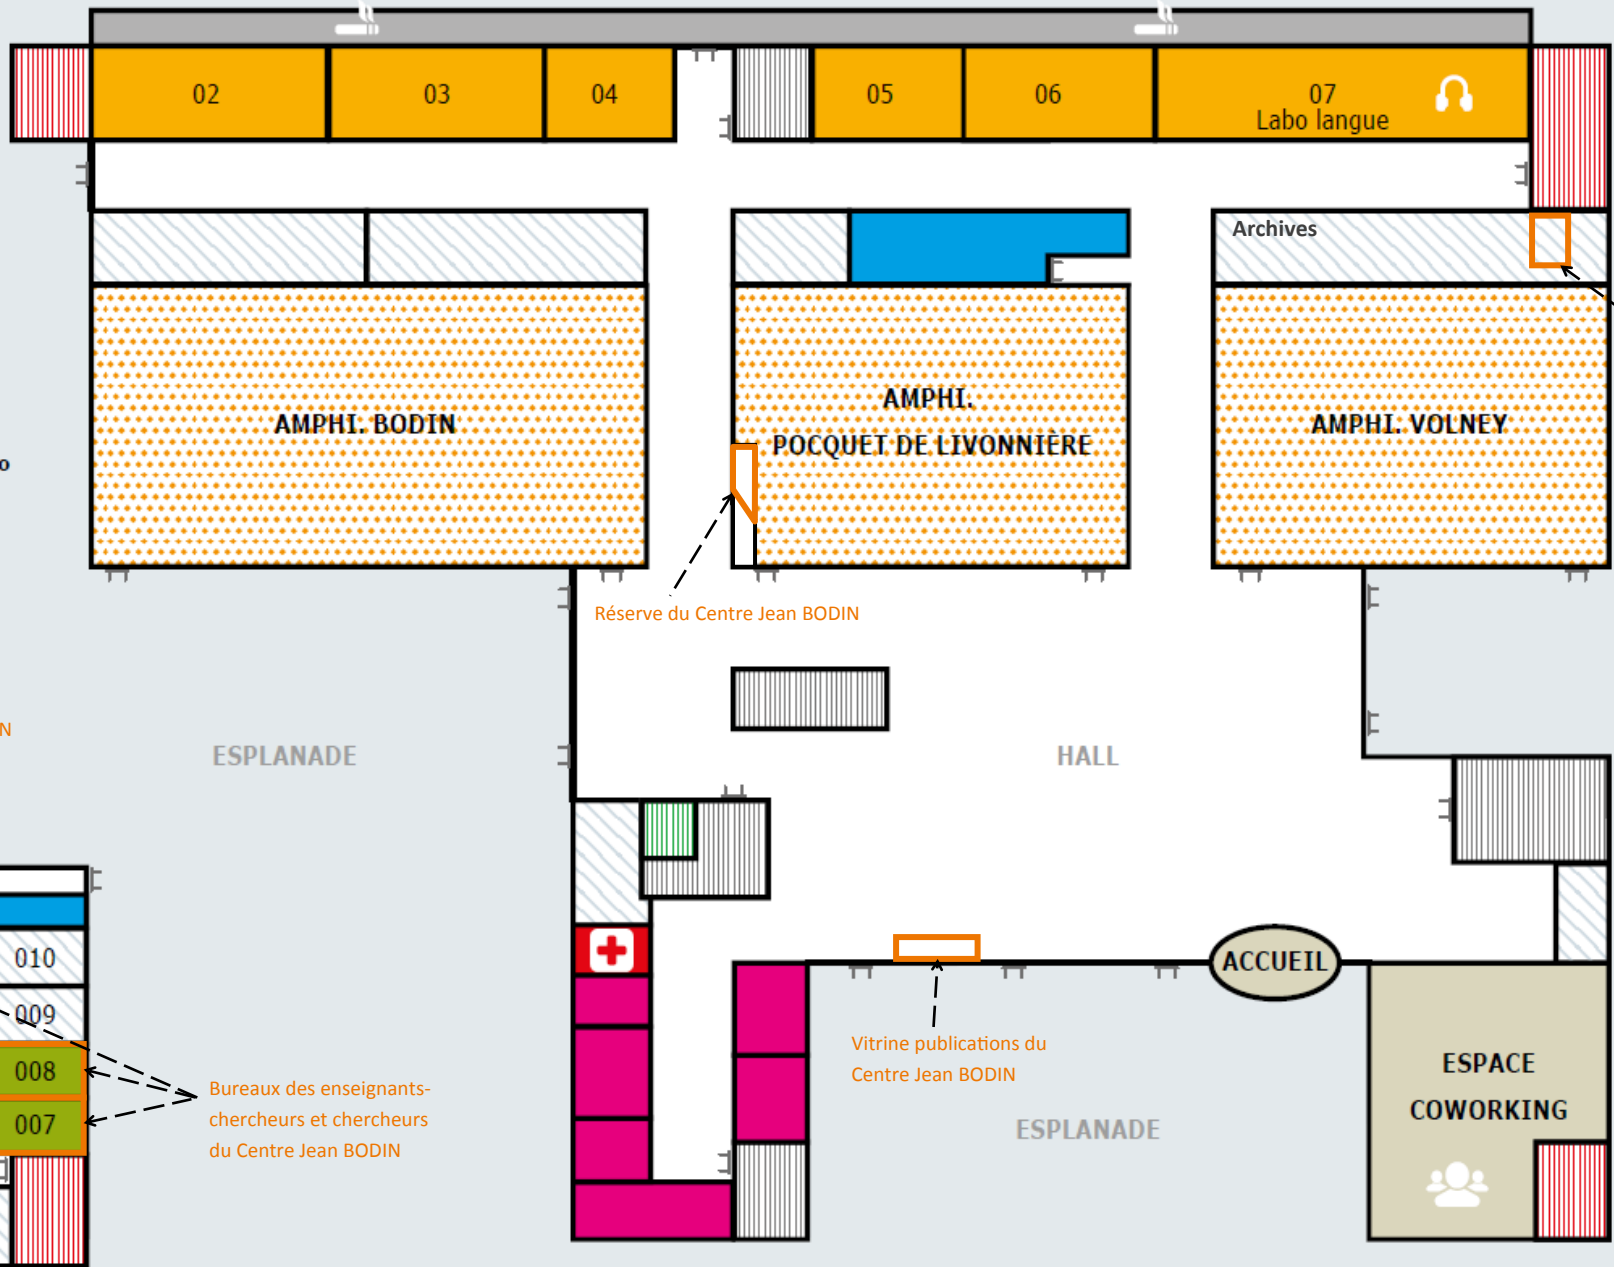 02
03
04
05
06
07
Labo langue
Archives
AMPHI. BODIN
AMPHI.
POCQUET DE LIVONNIÈRE
AMPHI. VOLNEY
Réserve du Centre Jean BODIN
ESPLANADE
HALL
010
009
008
007
Bureaux des enseignants-
chercheurs et chercheurs
du Centre Jean BODIN
ACCUEIL
Vitrine publications du
Centre Jean BODIN
ESPLANADE
ESPACE
COWORKING